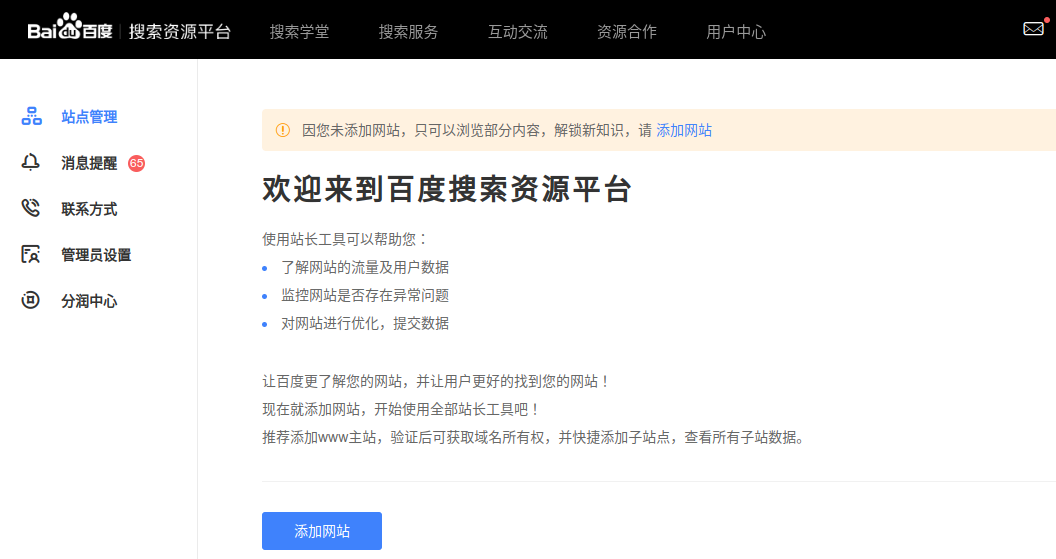 Bai du 百度 | 搜索资源平台 搜索学堂 搜索服务 互动交流 资源合作 用户中心
站点管理
消息提醒 65
联系方式
管理员设置
分润中心
因您未添加网站，只可以浏览部分内容，解锁新知识，请 添加网站
欢迎来到百度搜索资源平台
使用站长工具可以帮助您：
了解网站的流量及用户数据
监控网站是否存在异常问题
对网站进行优化，提交数据
让百度更了解您的网站，并让用户更好的找到您的网站！
现在就添加网站，开始使用全部站长工具吧！
推荐添加www主站，验证后可获取域名所有权，并快捷添加子站点，查看所有子站数据。
添加网站